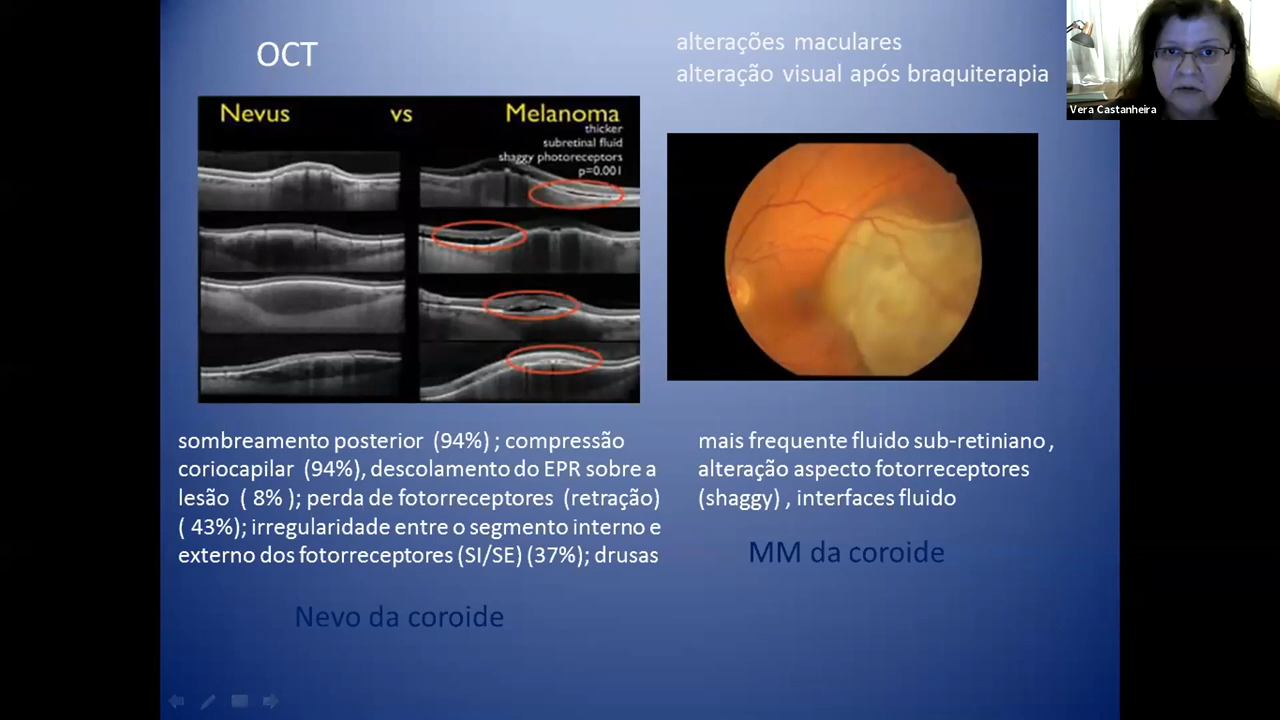 OCT
alterações maculares
alteração visual após braquiterapia
Vera Castanheira
Nevus vs Melanoma
thicker
subretinal fluid
shaggy photoreceptors
p=0.001
sombreamento posterior (94%) ; compressão
coriocapilar (94%), descolamento do EPR sobre a
lesão ( 8% ); perda de fotorreceptores (retração)
( 43%); irregularidade entre o segmento interno e
externo dos fotorreceptores (SI/SE) (37%); drusas
Nevo da coroide
mais frequente fluido sub-retiniano ,
alteração aspecto fotorreceptores
(shaggy) , interfaces fluido
MM da coroide